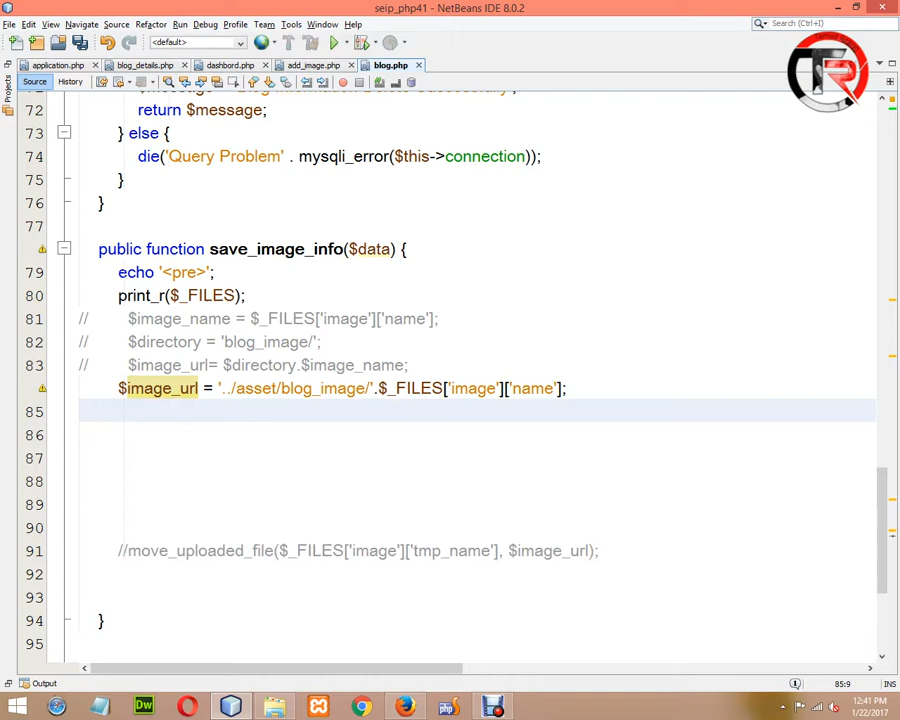 seip_php41 - NetBeans IDE 8.0.2
File Edit View Navigate Source Refactor Run Debug Profile Team Tools Window Help
Search (Ctrl+I)
<default>
application.php blog_details.php dashbord.php add_image.php blog.php
Source History
Projects
72 return $message;
73 } else {
74 die('Query Problem' . mysqli_error($this->connection));
75 }
76 }
77
public function save_image_info($data) {
79 echo '<pre>';
80 print_r($_FILES);
81 // $image_name = $_FILES['image']['name'];
82 // $directory = 'blog_image/';
83 // $image_url= $directory.$image_name;
$image_url = '../asset/blog_image/'.$_FILES['image']['name'];
85
86
87
88
89
90
91 //move_uploaded_file($_FILES['image']['tmp_name'], $image_url);
92
93
94 }
95
Output
85:9 INS
12:41 PM
1/22/2017